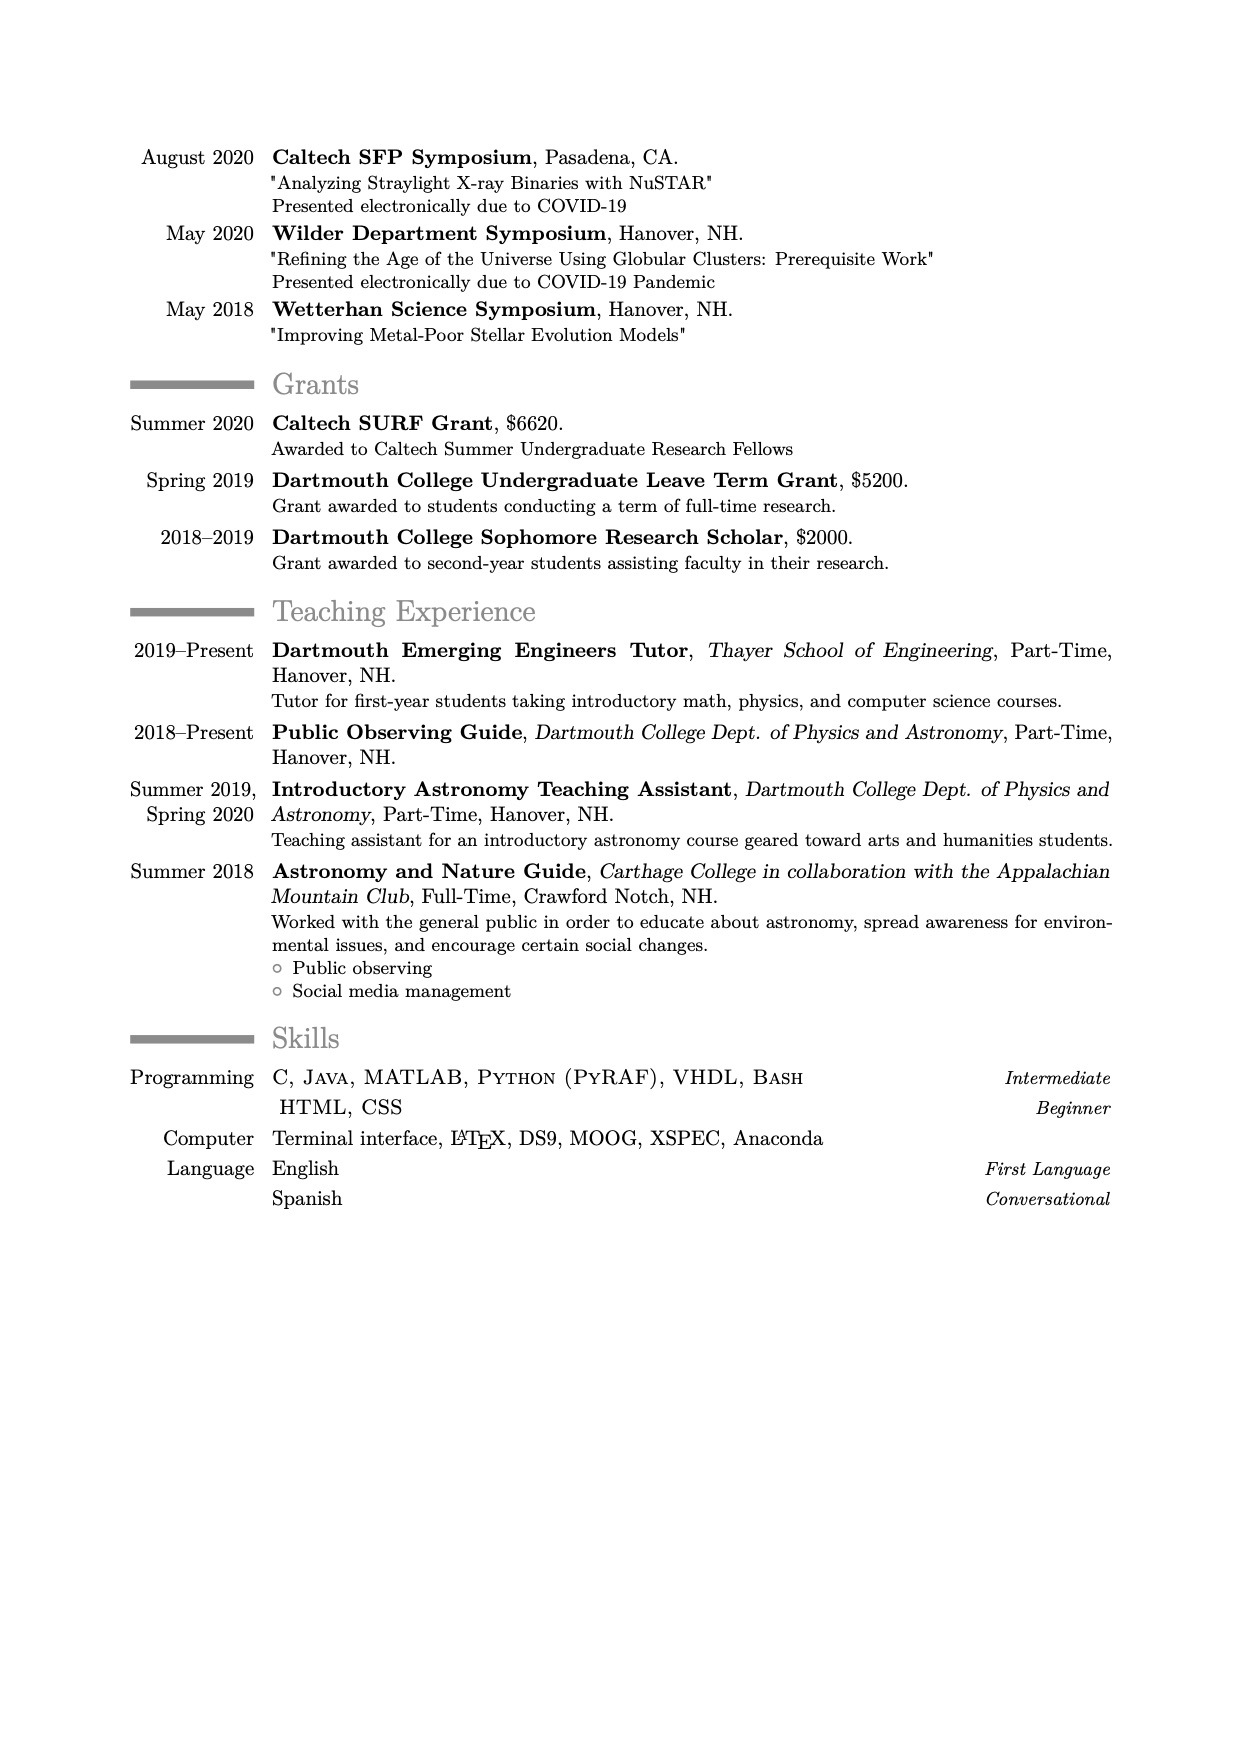 August 2020 Caltech SFP Symposium, Pasadena, CA.
"Analyzing Straylight X-ray Binaries with NuSTAR"
Presented electronically due to COVID-19
May 2020 Wilder Department Symposium, Hanover, NH.
"Refining the Age of the Universe Using Globular Clusters: Prerequisite Work"
Presented electronically due to COVID-19 Pandemic
May 2018 Wetterhan Science Symposium, Hanover, NH.
"Improving Metal-Poor Stellar Evolution Models"
Grants
Summer 2020 Caltech SURF Grant, $6620.
Awarded to Caltech Summer Undergraduate Research Fellows
Spring 2019 Dartmouth College Undergraduate Leave Term Grant, $5200.
Grant awarded to students conducting a term of full-time research.
2018–2019 Dartmouth College Sophomore Research Scholar, $2000.
Grant awarded to second-year students assisting faculty in their research.
Teaching Experience
2019–Present Dartmouth Emerging Engineers Tutor, Thayer School of Engineering, Part-Time,
Hanover, NH.
Tutor for first-year students taking introductory math, physics, and computer science courses.
2018–Present Public Observing Guide, Dartmouth College Dept. of Physics and Astronomy, Part-Time,
Hanover, NH.
Summer 2019, Introductory Astronomy Teaching Assistant, Dartmouth College Dept. of Physics and
Spring 2020 Astronomy, Part-Time, Hanover, NH.
Teaching assistant for an introductory astronomy course geared toward arts and humanities students.
Summer 2018 Astronomy and Nature Guide, Carthage College in collaboration with the Appalachian
Mountain Club, Full-Time, Crawford Notch, NH.
Worked with the general public in order to educate about astronomy, spread awareness for environ-
mental issues, and encourage certain social changes.
○ Public observing
○ Social media management
Skills
Programming C, Java, MATLAB, Python (PyRAF), VHDL, Bash Intermediate
HTML, CSS Beginner
Computer Terminal interface, LATEX, DS9, MOOG, XSPEC, Anaconda
Language English First Language
Spanish Conversational